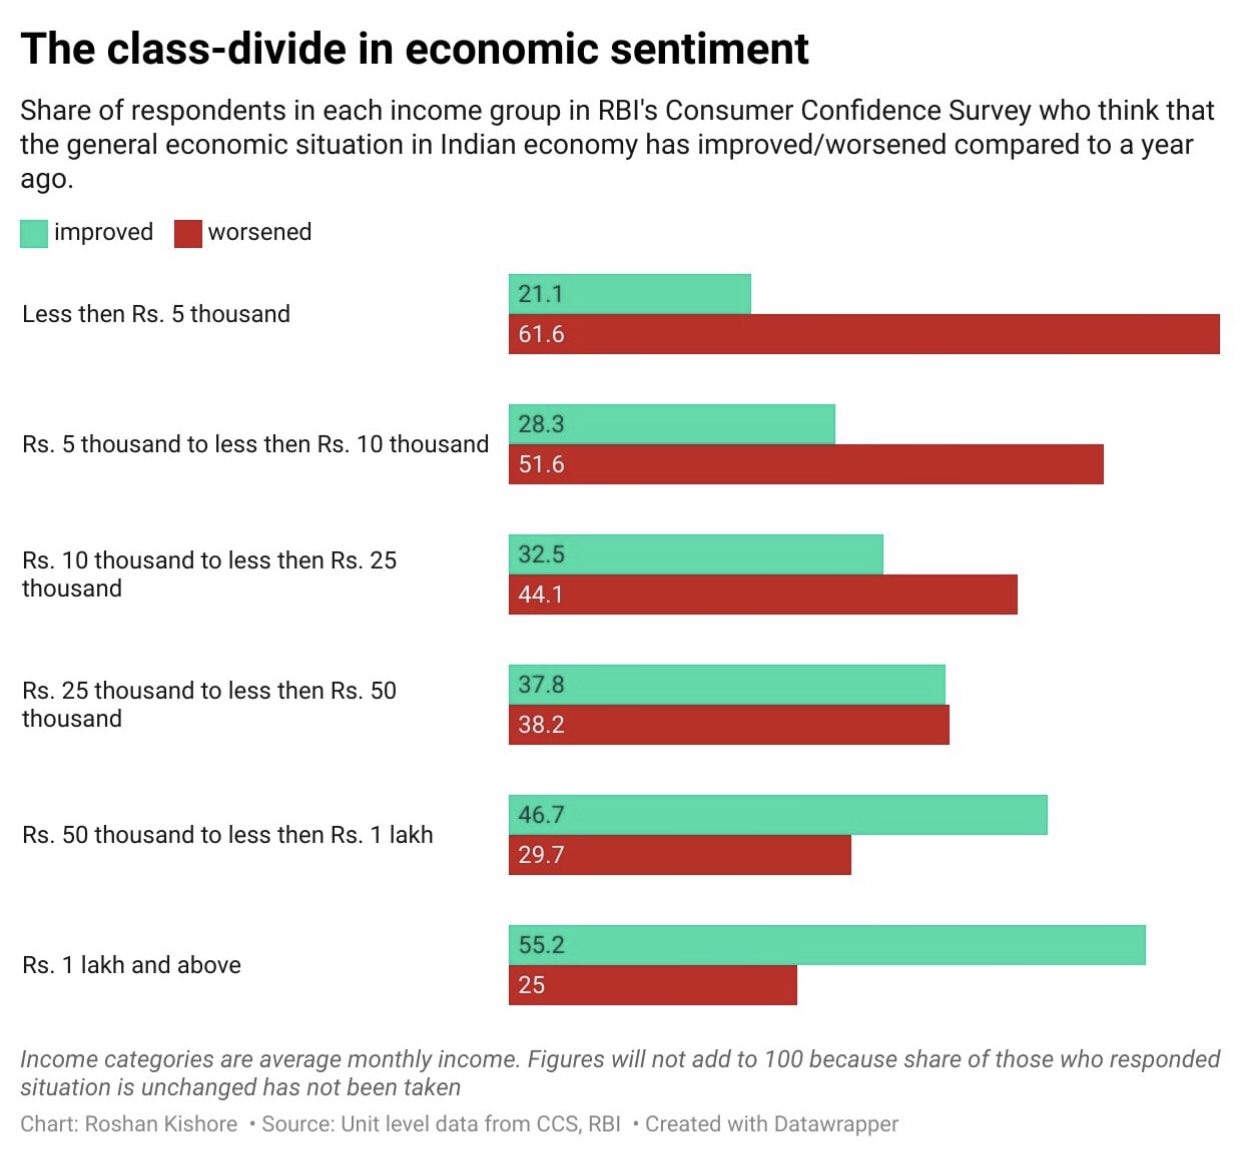 The class-divide in economic sentiment
Share of respondents in each income group in RBI's Consumer Confidence Survey who think that
the general economic situation in Indian economy has improved/worsened compared to a year
ago.
improved worsened
Less then Rs. 5 thousand
21.1
61.6
Rs. 5 thousand to less then Rs. 10 thousand
28.3
51.6
Rs. 10 thousand to less then Rs. 25
thousand
32.5
44.1
Rs. 25 thousand to less then Rs. 50
thousand
37.8
38.2
Rs. 50 thousand to less then Rs. 1 lakh
46.7
29.7
Rs. 1 lakh and above
55.2
25
Income categories are average monthly income. Figures will not add to 100 because share of those who responded
situation is unchanged has not been taken
Chart: Roshan Kishore • Source: Unit level data from CCS, RBI • Created with Datawrapper